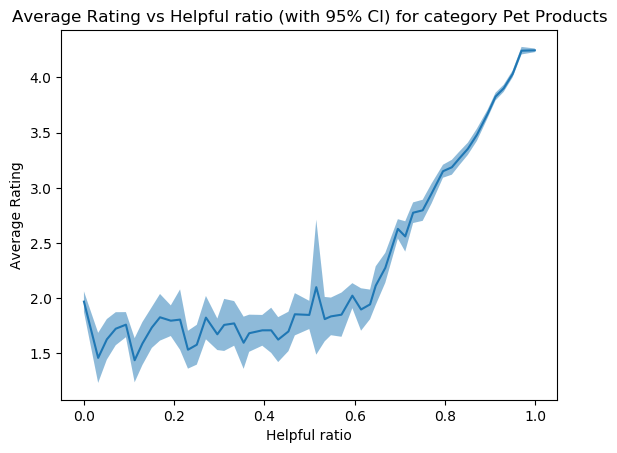 Average Rating vs Helpful ratio (with 95% CI) for category Pet Products
4.0
3.5
3.0
2.5
2.0
1.5
Average Rating
0.0 0.2 0.4 0.6 0.8 1.0
Helpful ratio